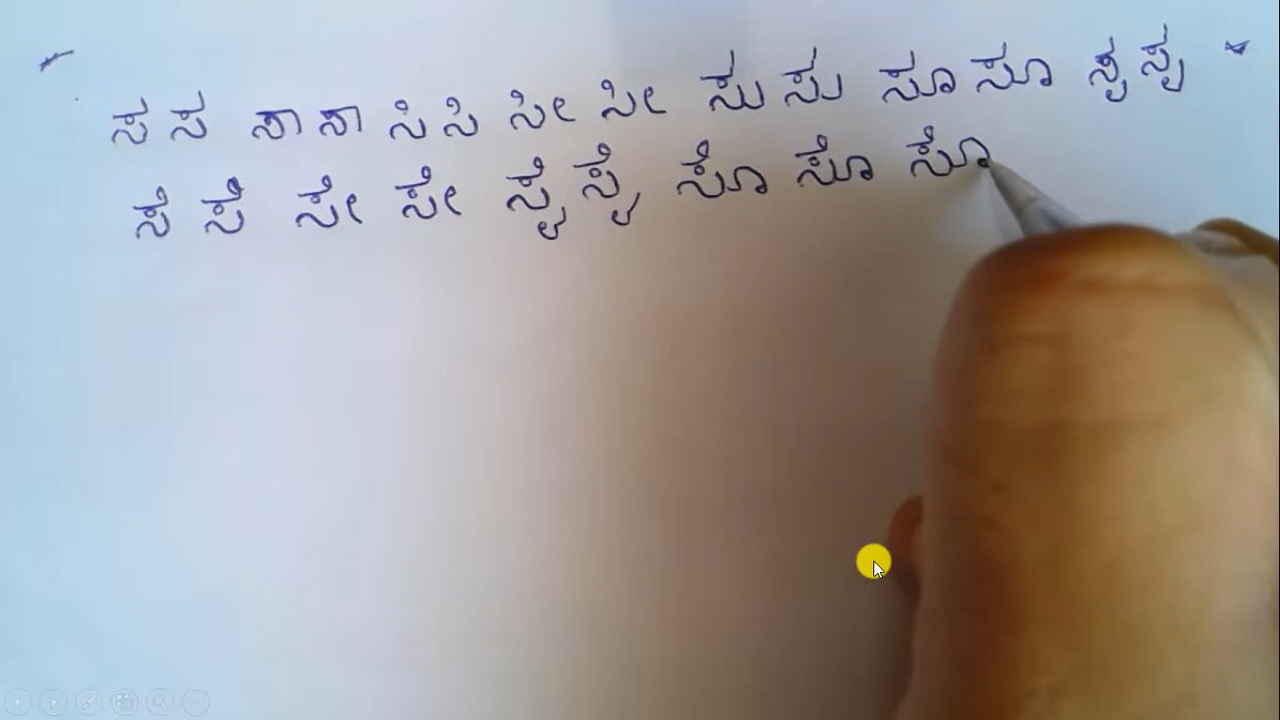 ಸ ಸ ಸಾ ಸಾ ಸಿ ಸಿ ಸೀ ಸೀ ಸು ಸು ಸೂ ಸೂ ಸೃ ಸೃ
ಸೆ ಸೆ ಸೇ ಸೇ ಸೈ ಸೈ ಸೊ ಸೊ ಸೊ